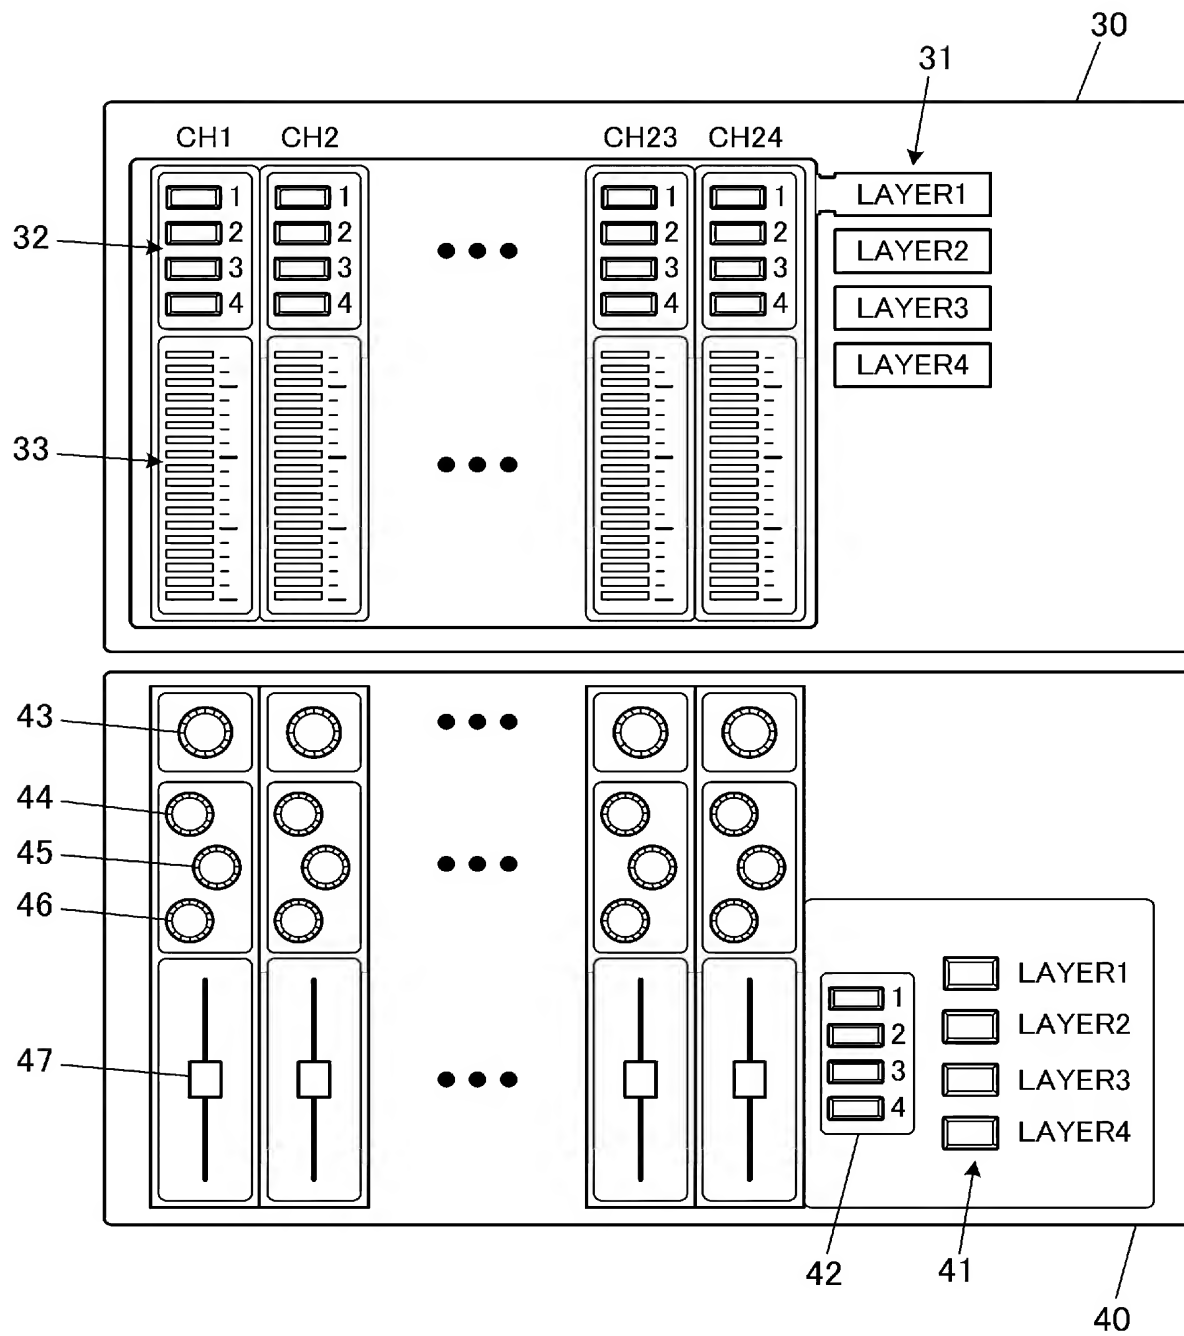 30
31
CH1 CH2 CH23 CH24
1 1 1 1 LAYER1
32 2 2 2 2 LAYER2
3 3 3 3 LAYER3
4 4 4 4 LAYER4
33
43
44
45
46
LAYER1
1 LAYER2
2
47 3 LAYER3
4 LAYER4
42 41
40